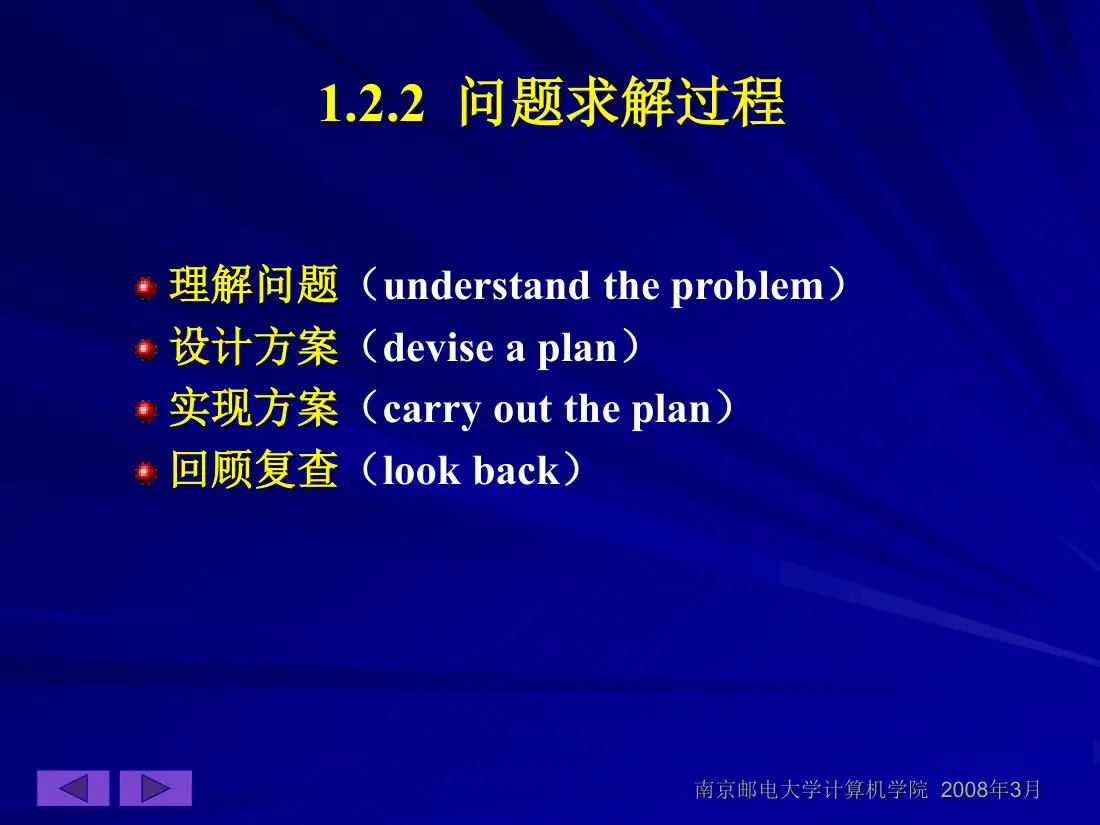 1.2.2 问题求解过程
理解问题（understand the problem）
设计方案（devise a plan）
实现方案（carry out the plan）
回顾复查（look back）
南京邮电大学计算机学院 2008年3月